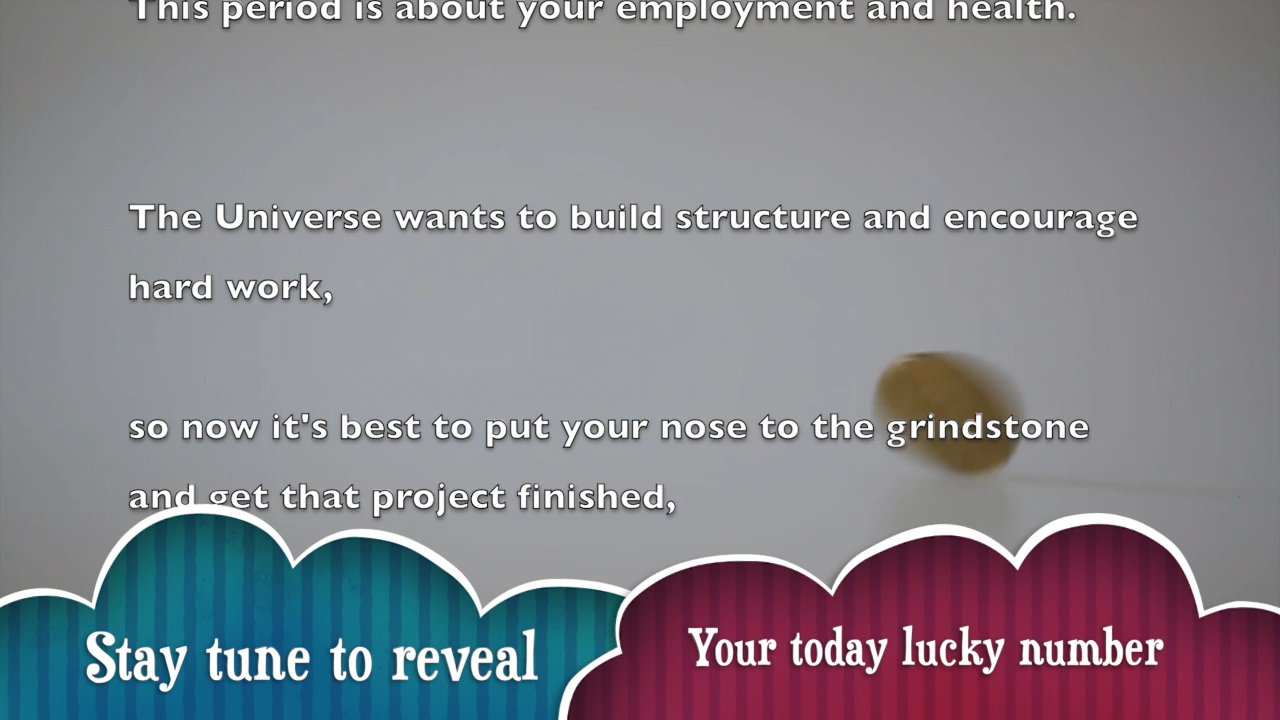 This period is about your employment and health.
The Universe wants to build structure and encourage
hard work,
so now it's best to put your nose to the grindstone
and get that project finished,
Stay tune to reveal
Your today lucky number